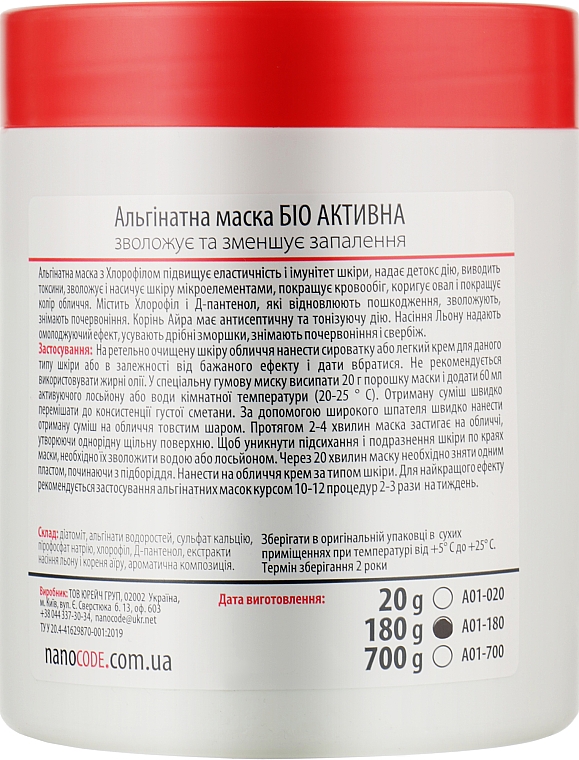 Альгінатна маска БІО АКТИВНА
зволожує та зменшує запалення
Альгінатна маска з Хлорофілом підвищує еластичність і імунітет шкіри, надає детокс дію, виводить
токсини, зволожує і насичує шкіру мікроелементами, покращує кровообіг, коригує овал і покращує
колір обличчя. Містить Хлорофіл і Д-пантенол, які відновлюють пошкодження, зволожують,
знімають почервоніння. Корінь Айра має антисептичну та тонізуючу дію. Насіння Льону надають
омолоджуючий ефект, усувають дрібні зморшки, знімають почервоніння і свербіж.
Застосування: На ретельно очищену шкіру обличчя нанести сироватку або легкий крем для даного
типу шкіри або в залежності від бажаного ефекту і дати вбратися. Не рекомендується
використовувати жирні олії. У спеціальну гумову миску висипати 20 г порошку маски і додати 60 мл
активуючого лосьйону або води кімнатної температури (20-25 ° С). Отриману суміш швидко
перемішати до консистенції густої сметани. За допомогою широкого шпателя швидко нанести
отриману суміш на обличчя товстим шаром. Протягом 2-4 хвилин маска застигає на обличчі,
утворюючи однорідну щільну поверхню. Щоб уникнути підсихання і подразнення шкіри по краях
маски, необхідно їх зволожити водою або лосьйоном. Через 20 хвилин маску необхідно зняти одним
пластом, починаючи з підборіддя. Нанести на обличчя крем за типом шкіри. Для найкращого ефекту
рекомендується застосування альгінатних масок курсом 10-12 процедур 2-3 рази на тиждень.
Склад: діатоміт, альгінати водоростей, сульфат кальцію,
пірофосфат натрію, хлорофіл, Д-пантенол, екстракти
насіння льону і кореня аїру, ароматична композиція.
Зберігати в оригінальній упаковці в сухих
приміщеннях при температурі від +5° С до +25° С.
Термін зберігання 2 роки
Виробник: ТОВ ЮРЕЙЧ ГРУП, 02002 Україна,
м. Київ, вул. Є. Сверстюка б. 13, оф. 603
+38 044 337-30-34, nanocode@ukr.net
ТУ У 20.4-41629870-001:2019
nanoCODE.com.ua
Дата виготовлення:
20 g A01-020
180 g A01-180
700 g A01-700